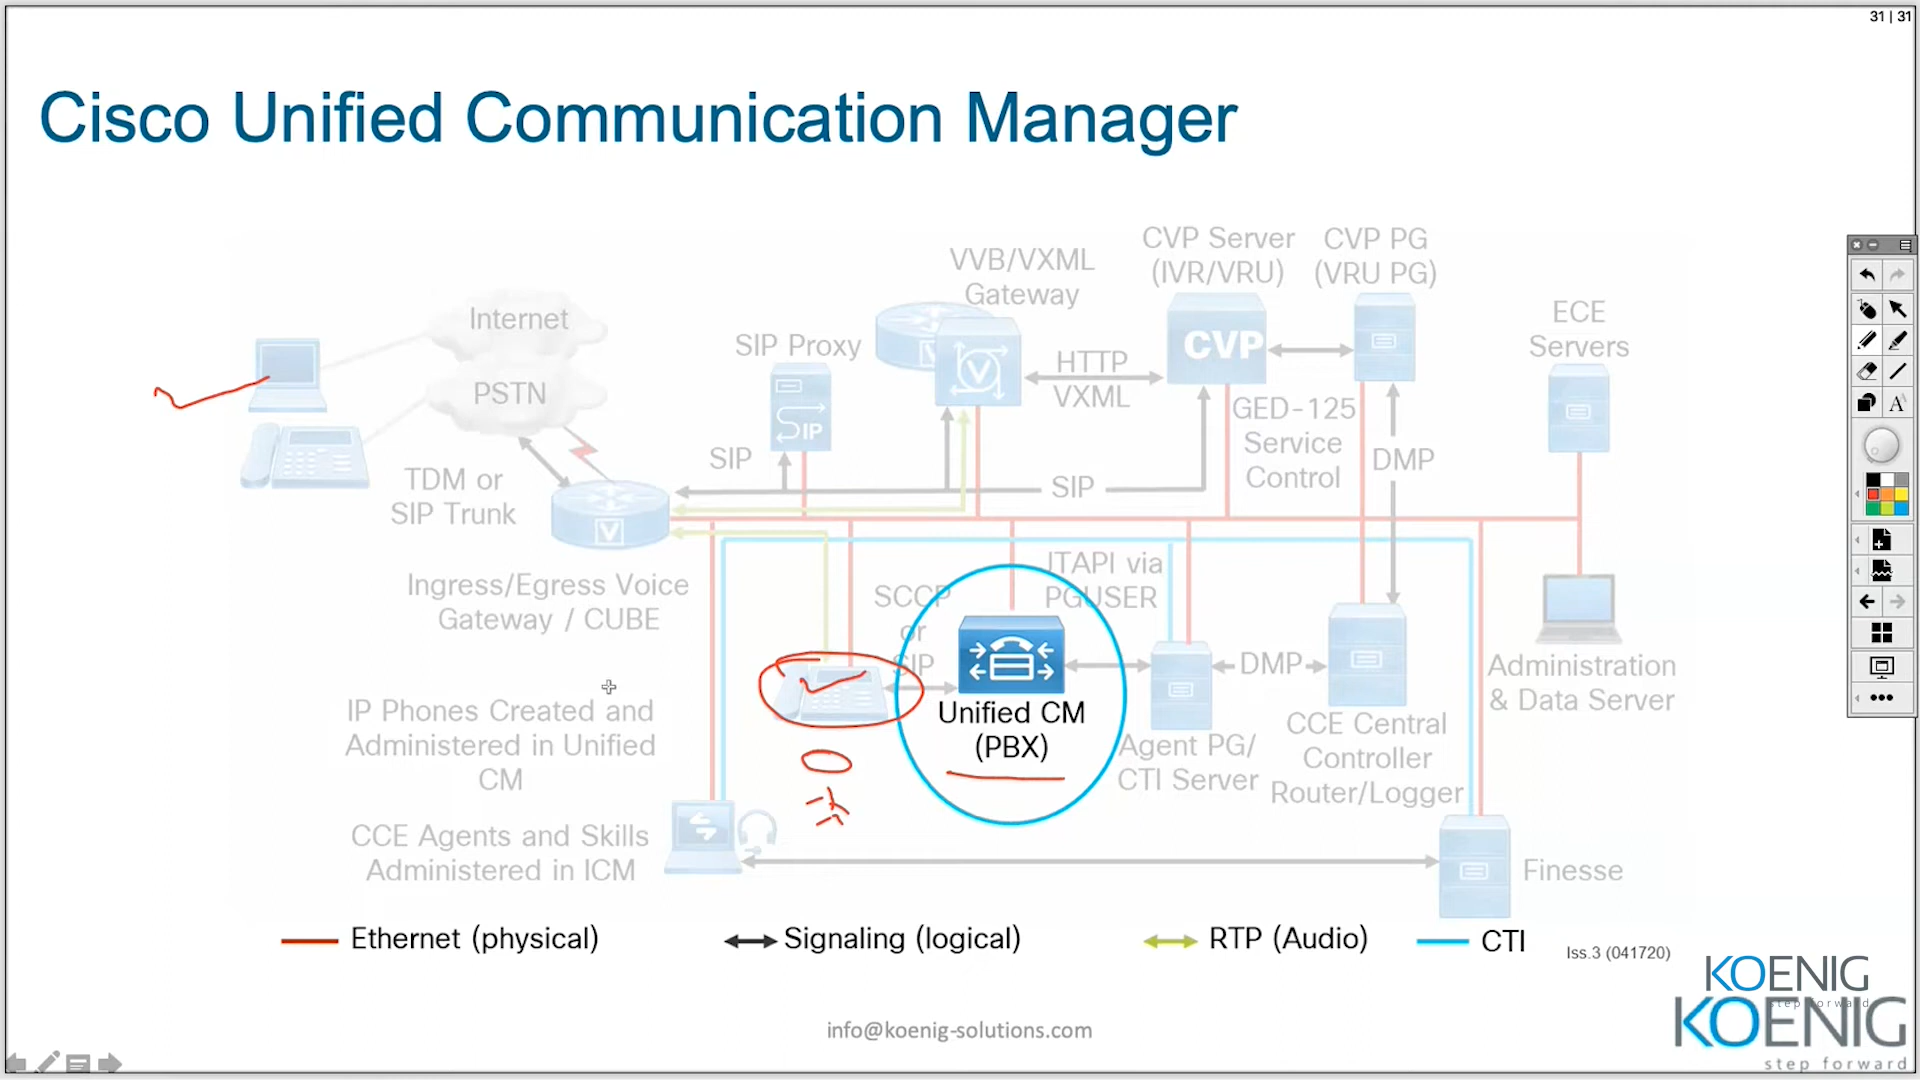 31 | 31
Cisco Unified Communication Manager
CVP Server
(IVR/VRU)
CVP PG
(VRU PG)
VVB/VXML
Gateway
Internet
ECE
Servers
SIP Proxy
CVP
HTTP
VXML
PSTN
V
V
SIP
GED-125
Service
Control
SIP
DMP
TDM or
SIP Trunk
SIP
V
JTAPI via
PGUSER
Ingress/Egress Voice
Gateway / CUBE
SCCP
or
SIP
DMP
Administration
& Data Server
IP Phones Created and
Administered in Unified
CM
Unified CM
(PBX)
Agent PG/
CTI Server
CCE Central
Controller
Router/Logger
CCE Agents and Skills
Administered in ICM
Finesse
Ethernet (physical)
Signaling (logical)
RTP (Audio)
CTI
Iss.3 (041720)
KOENIG
step forward
KOENIG
step forward
info@koenig-solutions.com
A